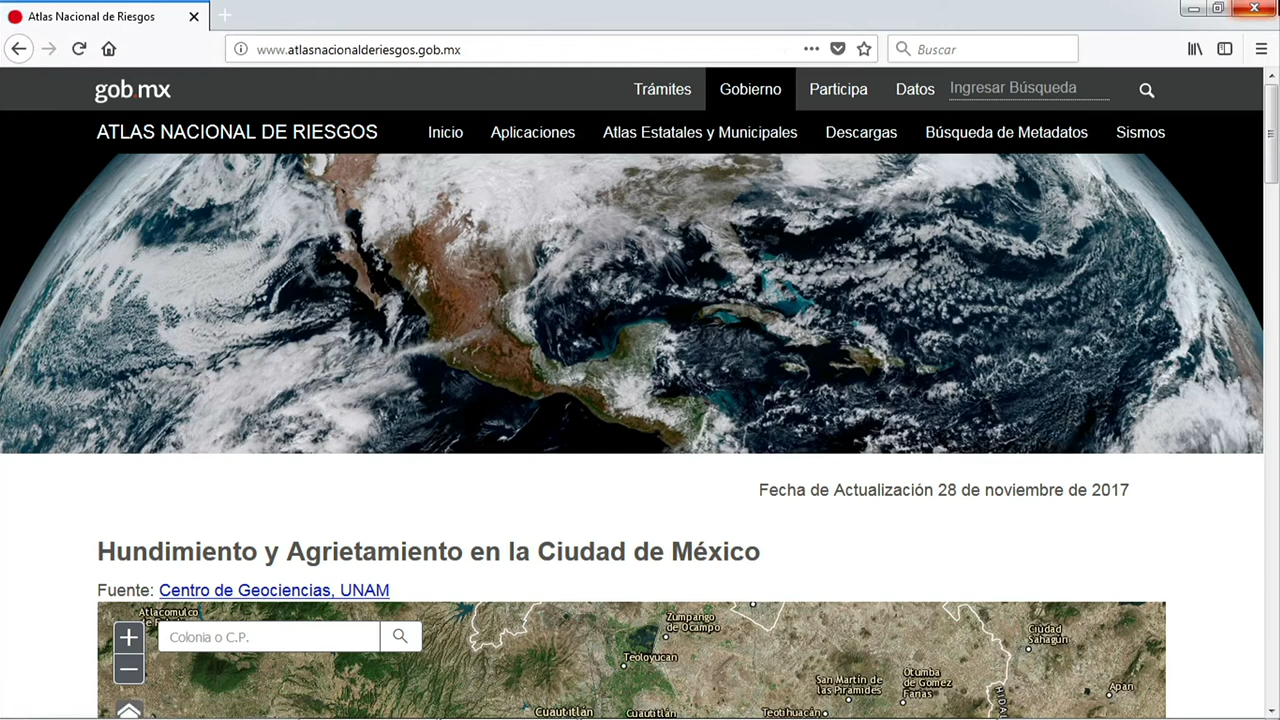 Atlas Nacional de Riesgos
www.atlasnacionalderiesgos.gob.mx
Buscar
gob.mx
Trámites Gobierno Participa Datos Ingresar Búsqueda
ATLAS NACIONAL DE RIESGOS Inicio Aplicaciones Atlas Estatales y Municipales Descargas Búsqueda de Metadatos Sismos
Fecha de Actualización 28 de noviembre de 2017
Hundimiento y Agrietamiento en la Ciudad de México
Fuente: Centro de Geociencias, UNAM
Atlacomulco
Colonia o C.P.
Zumpango
de Ocampo
Ciudad
Sahagún
Teoloyucan
San Martín de
las Pirámides
Otumba
de Gómez
Farías
Apan
HIDAL
Cuautitlán
Cuautitlán
Teotihuacán